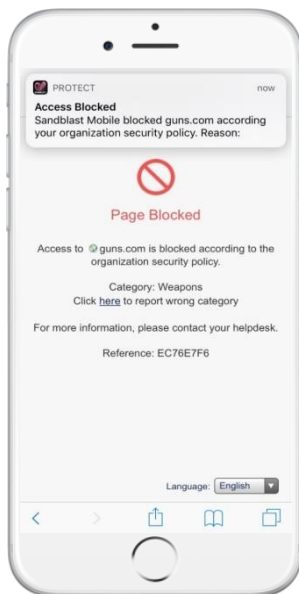 PROTECT now
Access Blocked
Sandblast Mobile blocked guns.com according
your organization security policy. Reason:
Page Blocked
Access to guns.com is blocked according to the
organization security policy.
Category: Weapons
Click here to report wrong category
For more information, please contact your helpdesk.
Reference: EC76E7F6
Language: English